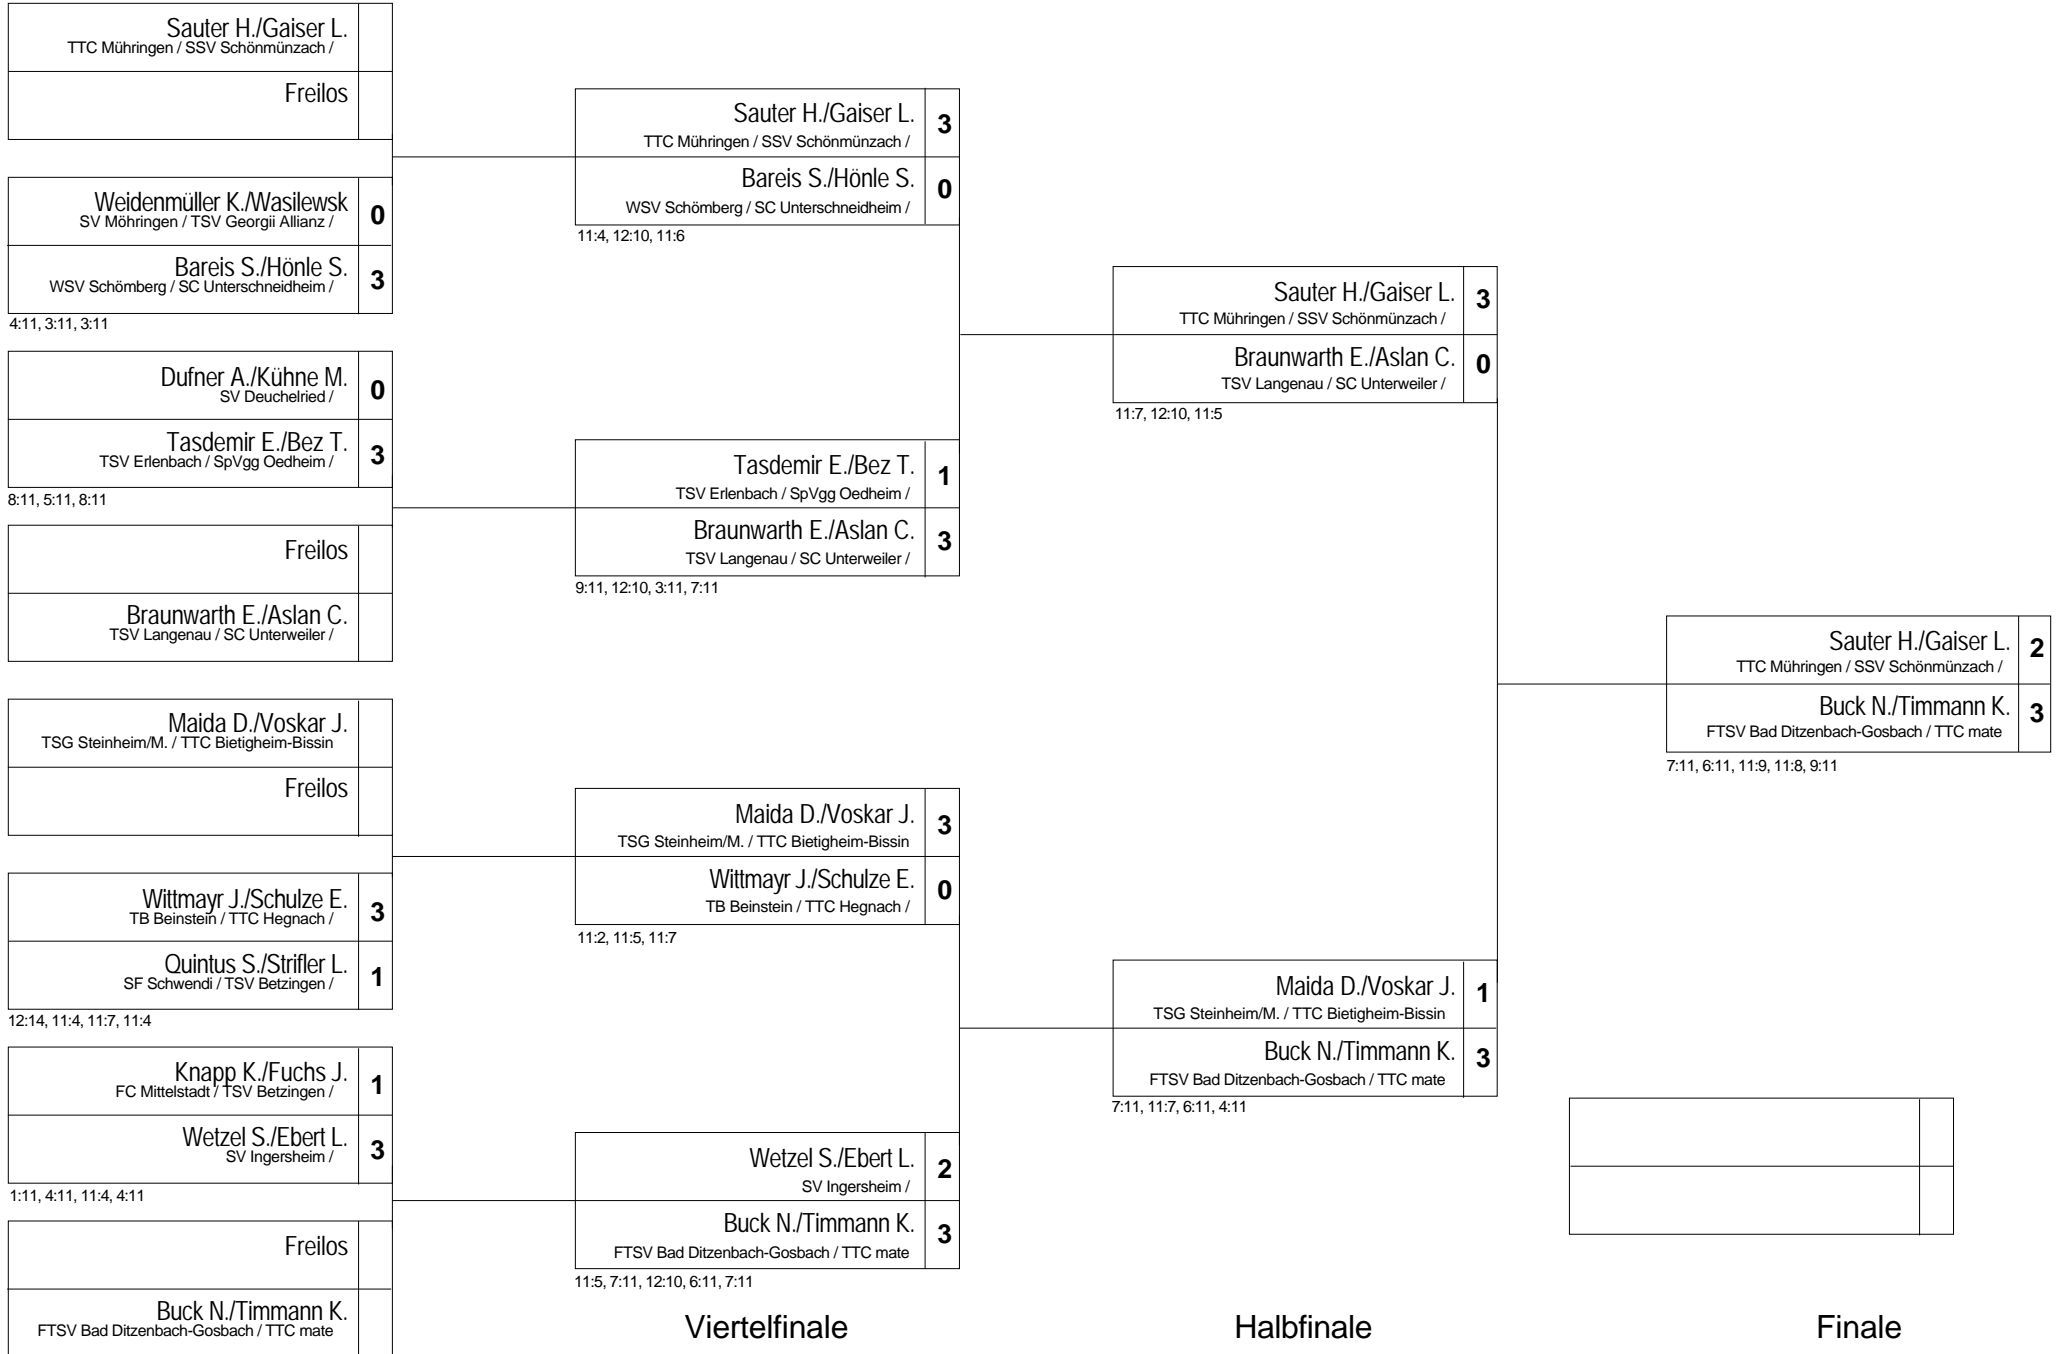 Sauter H./Gaiser L.
TTC Mühringen / SSV Schönmünzach /
Freilos
Weidenmüller K./Wasilewsk
SV Möhringen / TSV Georgii Allianz /
0
Bareis S./Hönle S.
WSV Schömberg / SC Unterschneidheim /
3
4:11, 3:11, 3:11
Dufner A./Kühne M.
SV Deuchelried /
0
Tasdemir E./Bez T.
TSV Erlenbach / SpVgg Oedheim /
3
8:11, 5:11, 8:11
Freilos
Braunwarth E./Aslan C.
TSV Langenau / SC Unterweiler /
Maida D./Voskar J.
TSG Steinheim/M. / TTC Bietigheim-Bissin
Freilos
Wittmayr J./Schulze E.
TB Beinstein / TTC Hegnach /
3
Quintus S./Strifler L.
SF Schwendi / TSV Betzingen /
1
12:14, 11:4, 11:7, 11:4
Knapp K./Fuchs J.
FC Mittelstadt / TSV Betzingen /
1
Wetzel S./Ebert L.
SV Ingersheim /
3
1:11, 4:11, 11:4, 4:11
Freilos
Buck N./Timmann K.
FTSV Bad Ditzenbach-Gosbach / TTC mate
Sauter H./Gaiser L.
TTC Mühringen / SSV Schönmünzach /
3
Bareis S./Hönle S.
WSV Schömberg / SC Unterschneidheim /
0
11:4, 12:10, 11:6
Tasdemir E./Bez T.
TSV Erlenbach / SpVgg Oedheim /
1
Braunwarth E./Aslan C.
TSV Langenau / SC Unterweiler /
3
9:11, 12:10, 3:11, 7:11
Maida D./Voskar J.
TSG Steinheim/M. / TTC Bietigheim-Bissin
3
Wittmayr J./Schulze E.
TB Beinstein / TTC Hegnach /
0
11:2, 11:5, 11:7
Wetzel S./Ebert L.
SV Ingersheim /
2
Buck N./Timmann K.
FTSV Bad Ditzenbach-Gosbach / TTC mate
3
11:5, 7:11, 12:10, 6:11, 7:11
Viertelfinale
Sauter H./Gaiser L.
TTC Mühringen / SSV Schönmünzach /
3
Braunwarth E./Aslan C.
TSV Langenau / SC Unterweiler /
0
11:7, 12:10, 11:5
Maida D./Voskar J.
TSG Steinheim/M. / TTC Bietigheim-Bissin
1
Buck N./Timmann K.
FTSV Bad Ditzenbach-Gosbach / TTC mate
3
7:11, 11:7, 6:11, 4:11
Halbfinale
Sauter H./Gaiser L.
TTC Mühringen / SSV Schönmünzach /
2
Buck N./Timmann K.
FTSV Bad Ditzenbach-Gosbach / TTC mate
3
7:11, 6:11, 11:9, 11:8, 9:11
Finale